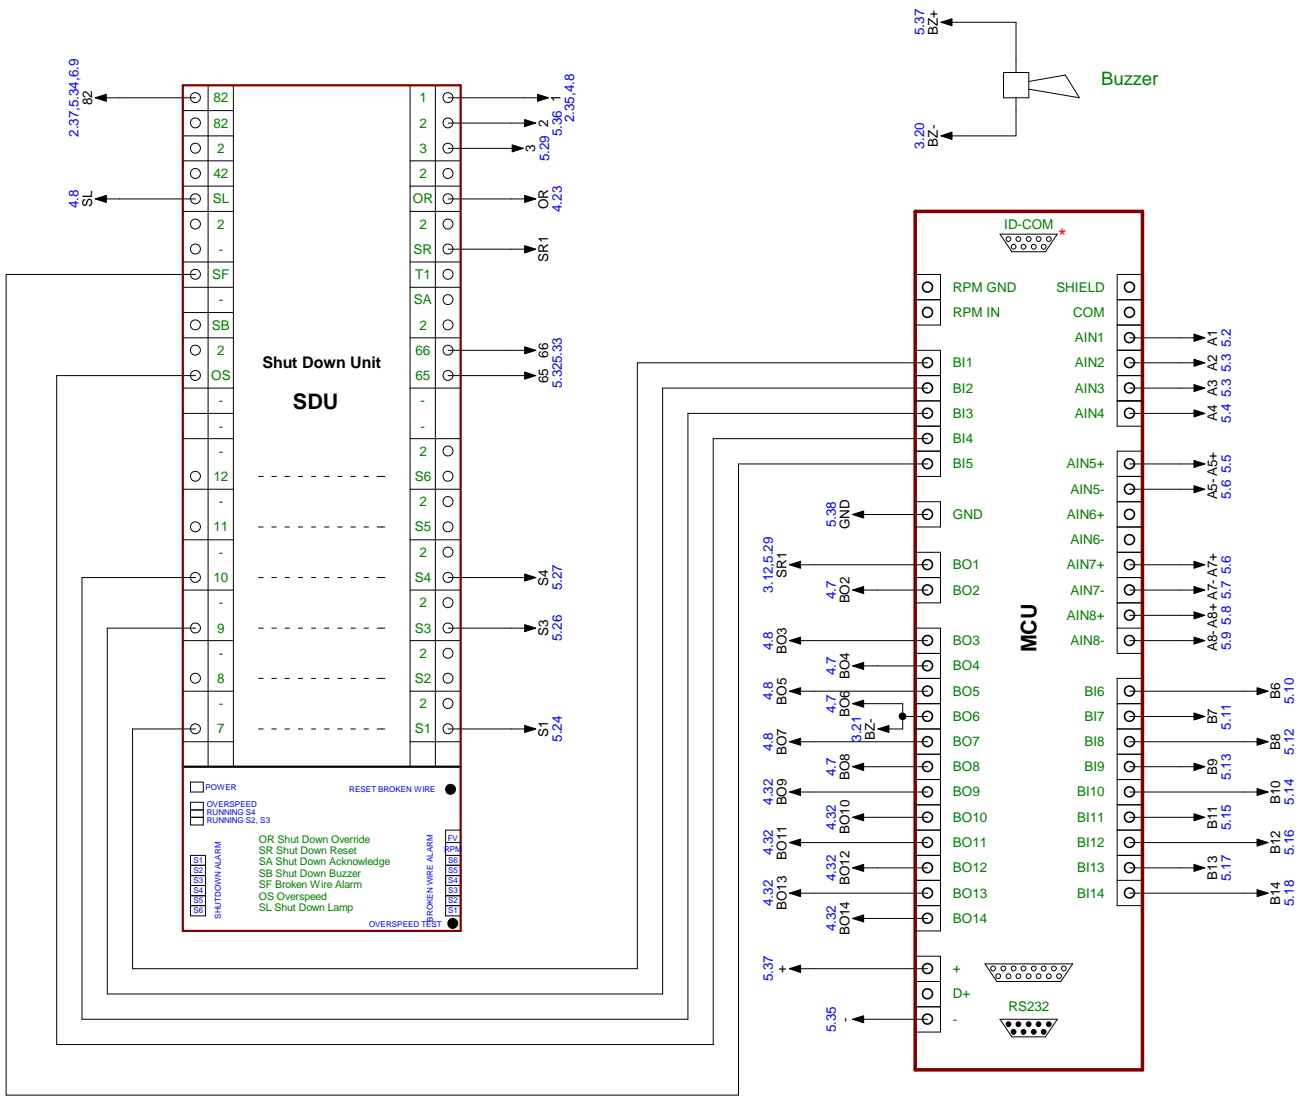 5.37
BZ+
Buzzer
3.20
BZ-
2.37,5.34,6.9
82
4.8
SL
82
82
2
42
SL
2
-
SF
-
SB
2
OS
-
-
-
12
-
11
-
10
-
9
-
8
-
7
Shut Down Unit
SDU
1
2
3
2
OR
2
SR
T1
SA
2
66
65
-
-
2
S6
2
S5
2
S4
2
S3
2
S2
2
S1
1
2.35,4.8
2
5.36
3
5.29
OR
4.23
SR1
66
5.33
65
5.32
S4
5.27
S3
5.26
S1
5.24
POWER
RESET BROKEN WIRE
OVERSPEED
RUNNING S4
RUNNING S2, S3
OR Shut Down Override
SR Shut Down Reset
SA Shut Down Acknowledge
SB Shut Down Buzzer
SF Broken Wire Alarm
OS Overspeed
SL Shut Down Lamp
S1
S2
S3
S4
S5
S6
SHUTDOWN ALARM
BROKEN WIRE ALARM
FV
RPM
S6
S5
S4
S3
S2
S1
OVERSPEED TEST
ID-COM
*
RPM GND
RPM IN
BI1
BI2
BI3
BI4
BI5
GND
BO1
BO2
BO3
BO4
BO5
BO6
BO7
BO8
BO9
BO10
BO11
BO12
BO13
BO14
+
D+
-
MCU
RS232
SHIELD
COM
AIN1
AIN2
AIN3
AIN4
AIN5+
AIN5-
AIN6+
AIN6-
AIN7+
AIN7-
AIN8+
AIN8-
BI6
BI7
BI8
BI9
BI10
BI11
BI12
BI13
BI14
5.38
GND
3.12,5.29
SR1
4.7
BO2
4.8
BO3
4.7
BO4
4.8
BO5
4.7
BO6
3.21
BZ-
4.8
BO7
4.7
BO8
4.32
BO9
4.32
BO10
4.32
BO11
4.32
BO12
4.32
BO13
4.32
BO14
5.37
+
5.35
-
A1
5.2
A2
5.3
A3
5.3
A4
5.4
A5+
5.5
A5-
5.6
A7+
5.6
A7-
5.7
A8+
5.8
A8-
5.9
B6
5.10
B7
5.11
B8
5.12
B9
5.13
B10
5.14
B11
5.15
B12
5.16
B13
5.17
B14
5.18